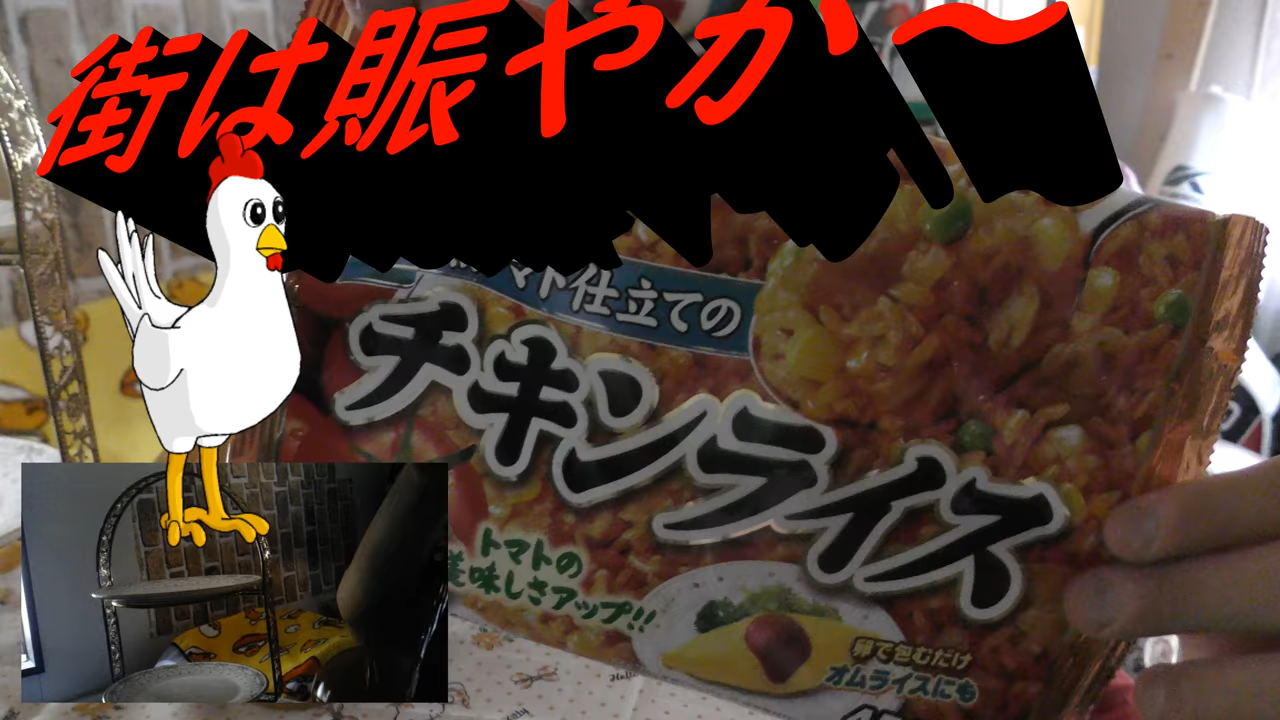 街は賑やか〜
マト仕立ての
チキンライス
トマトの
美味しさアップ!!
卵で包むだけ
オムライスにも